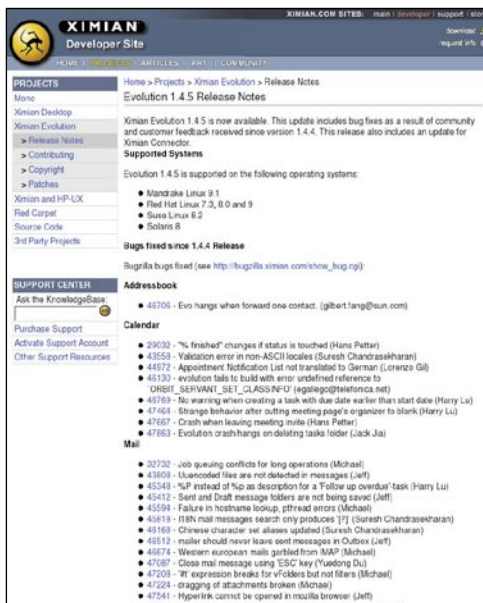 XIMIAN.COM SITES: main | developer | support | store
XIMIAN
Developer Site
download
request info
HOME | PROJECTS | ARTICLES | ART | COMMUNITY
PROJECTS
Mono
Ximian Desktop
Ximian Evolution
> Release Notes
> Contributing
> Copyright
> Patches
Ximian and HP-UX
Red Carpet
Source Code
3rd Party Projects
SUPPORT CENTER
Ask the KnowledgeBase:
Purchase Support
Activate Support Account
Other Support Resources
Home > Projects > Ximian Evolution > Release Notes
Evolution 1.4.5 Release Notes
Ximian Evolution 1.4.5 is now available. This update includes bug fixes as a result of community
and customer feedback received since version 1.4.4. This release also includes an update for
Ximian Connector.
Supported Systems
Evolution 1.4.5 is supported on the following operating systems:
● Mandrake Linux 9.1
● Red Hat Linux 7.3, 8.0 and 9
● Suse Linux 8.2
● Solaris 8
Bugs fixed since 1.4.4 Release
Bugzilla bugs fixed (see http://bugzilla.ximian.com/show_bug.cgi):
Addressbook
● 46706 - Evo hangs when forward one contact. (gilbert.fang@sun.com)
Calendar
● 29032 - "% finished" changes if status is touched (Hans Petter)
● 43558 - Validation error in non-ASCII locales (Suresh Chandrasekharan)
● 44972 - Appointment Notification List not translated to German (Lorenzo Gil)
● 46130 - evolution fails to build with error undefined reference to
`ORBIT_SERVANT_SET_CLASSINFO' (egallego@telefonica.net)
● 46769 - No warning when creating a task with due date earlier than start date (Harry Lu)
● 47464 - Strange behavior after cutting meeting page's organizer to blank (Harry Lu)
● 47667 - Crash when leaving meeting invite (Hans Petter)
● 47863 - Evolution crash/hangs on deleting tasks folder (Jack Jia)
Mail
● 32732 - Job queuing conflicts for long operations (Michael)
● 43809 - Uuencoded files are not detected in messages (Jeff)
● 45348 - %P instead of %p as description for a 'Follow up overdue'-task (Harry Lu)
● 45412 - Sent and Draft message folders are not being saved (Jeff)
● 45594 - Failure in hostname lookup, pthread errors (Michael)
● 45818 - I18N mail messages search only produces '[?]' (Suresh Chandrasekharan)
● 46168 - Chinese character set aliases updated (Suresh Chandrasekharan)
● 46512 - mailer should never leave sent messages in Outbox (Jeff)
● 46674 - Western european mails garbled from IMAP (Michael)
● 47087 - Close mail message using 'ESC' key (Yuedong Du)
● 47208 - '#t' expression breaks for vFolders but not filters (Michael)
● 47224 - dragging of attachments broken (Michael)
● 47541 - Hyperlink cannot be opened in mozilla browser (Jeff)